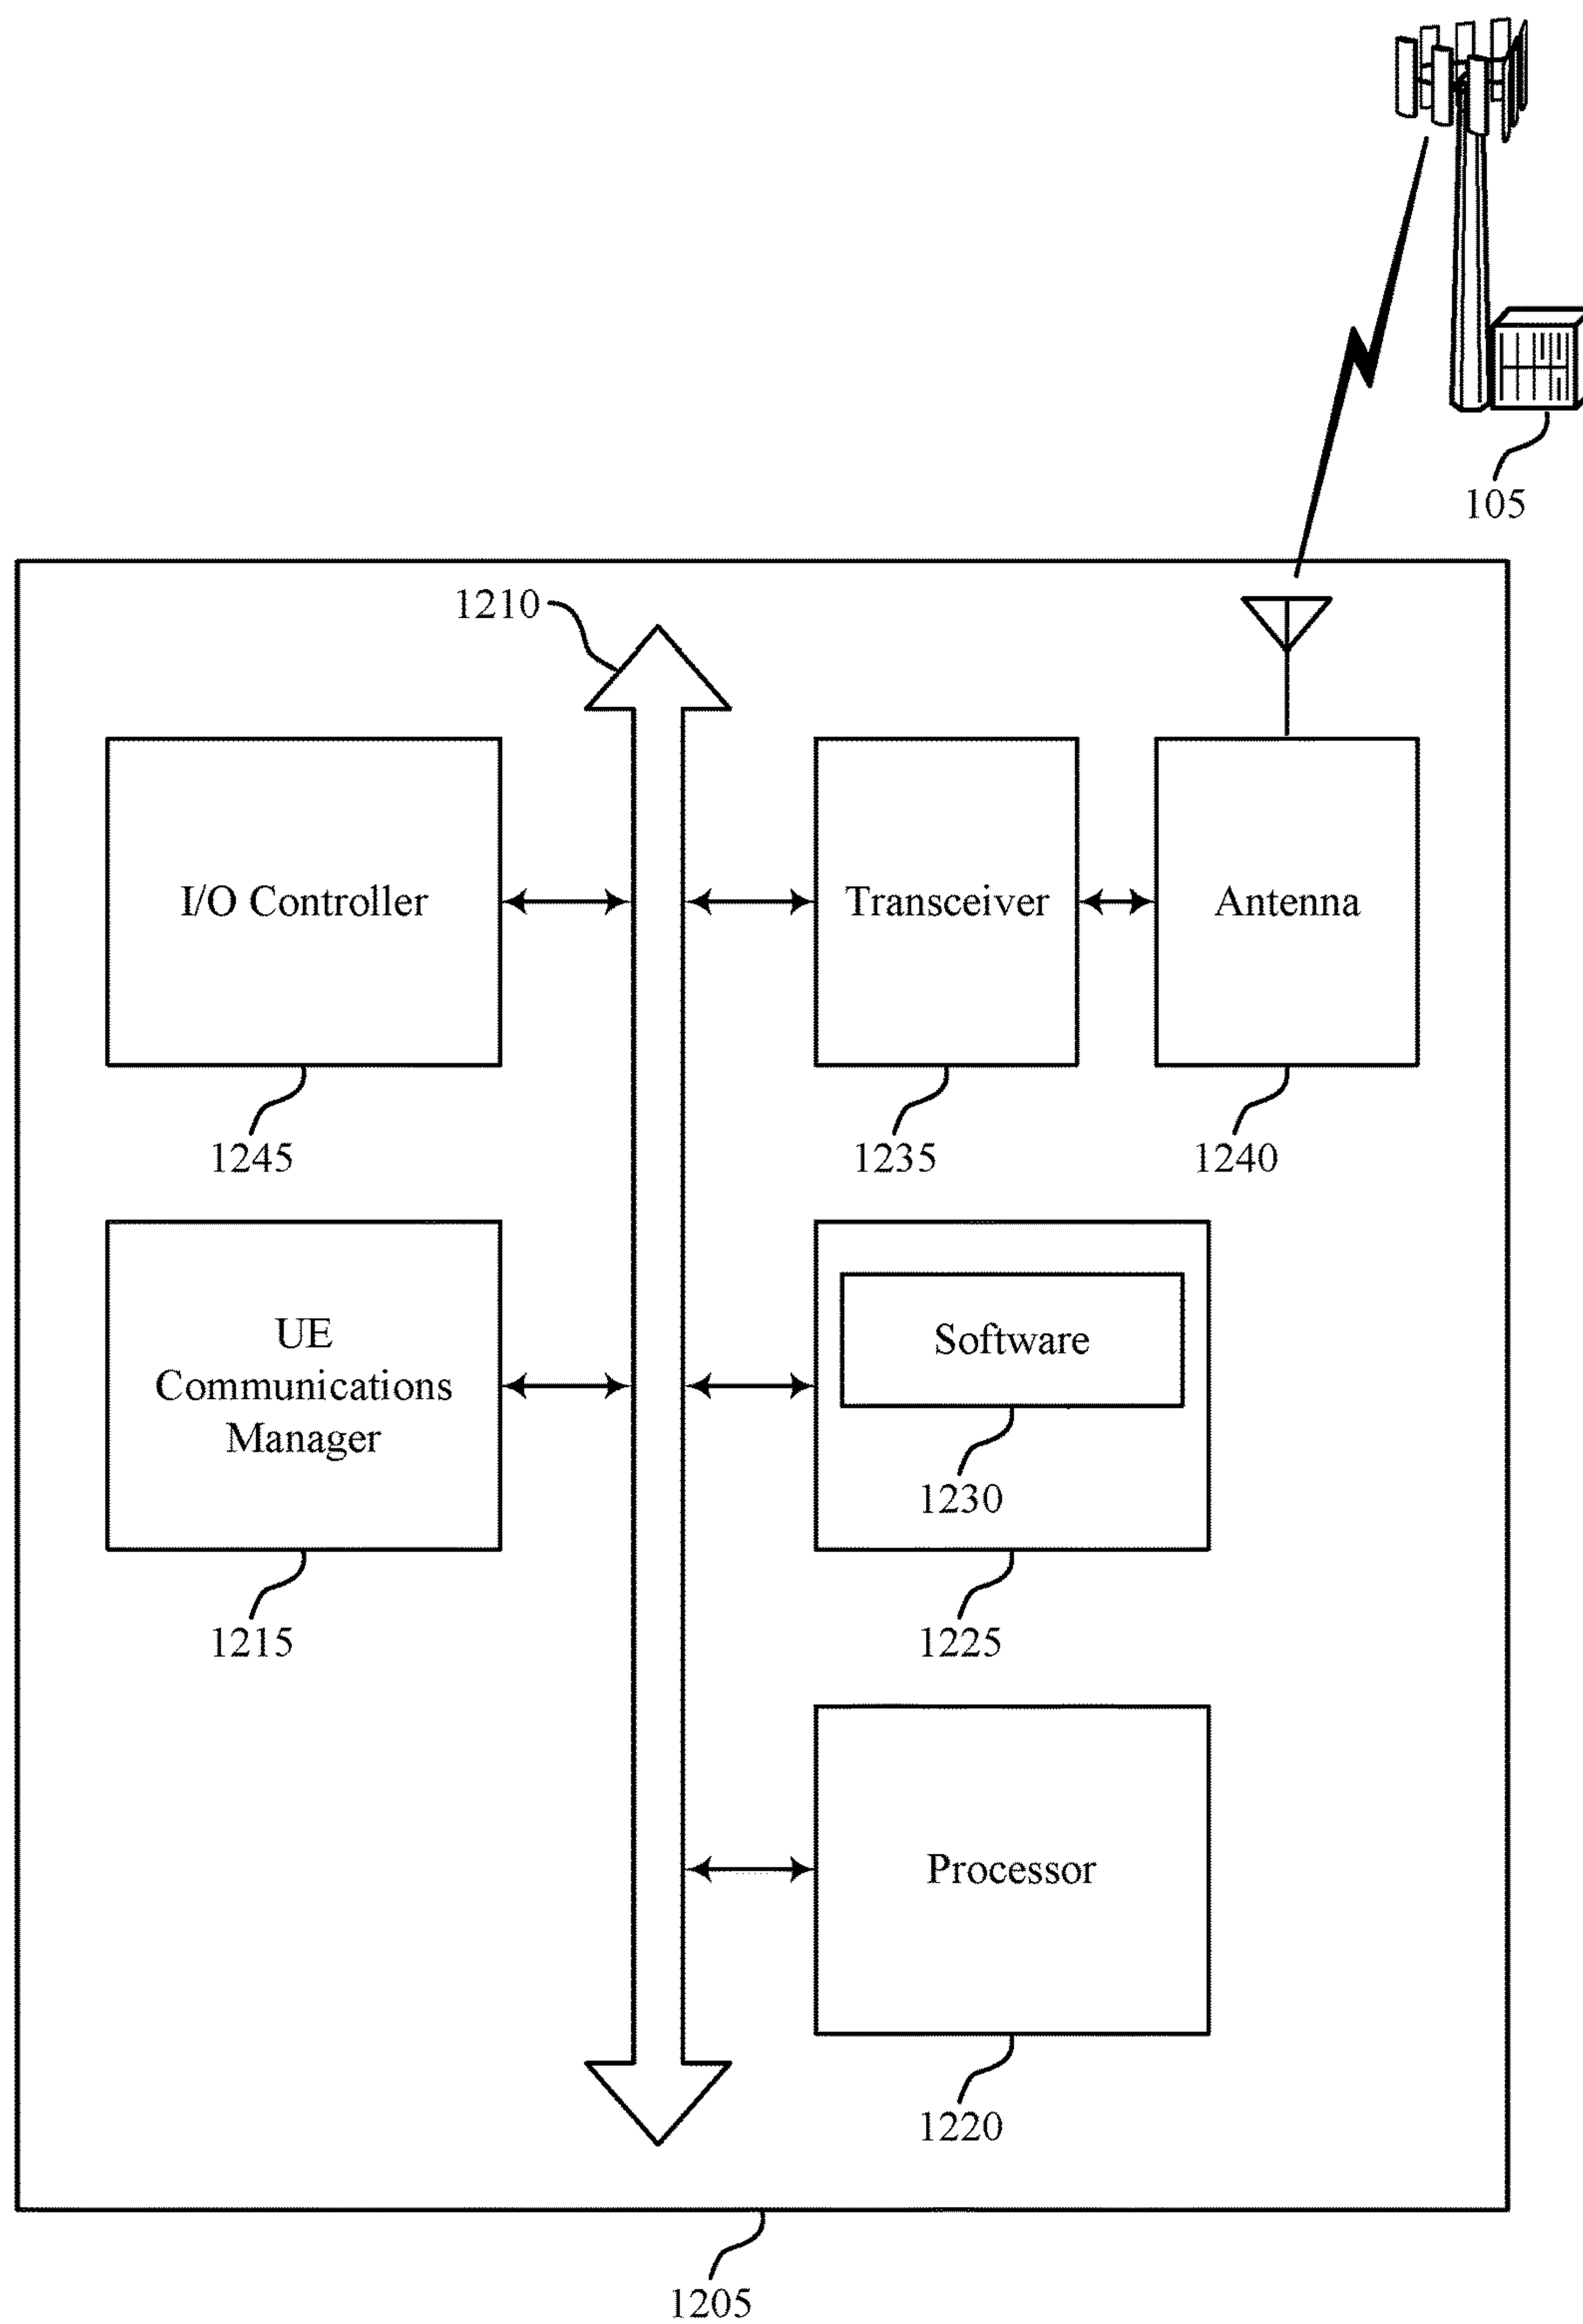 105
1210
I/O Controller
Transceiver
Antenna
1245
1235
1240
UE
Communications
Manager
Software
1230
1215
1225
Processor
1220
1205